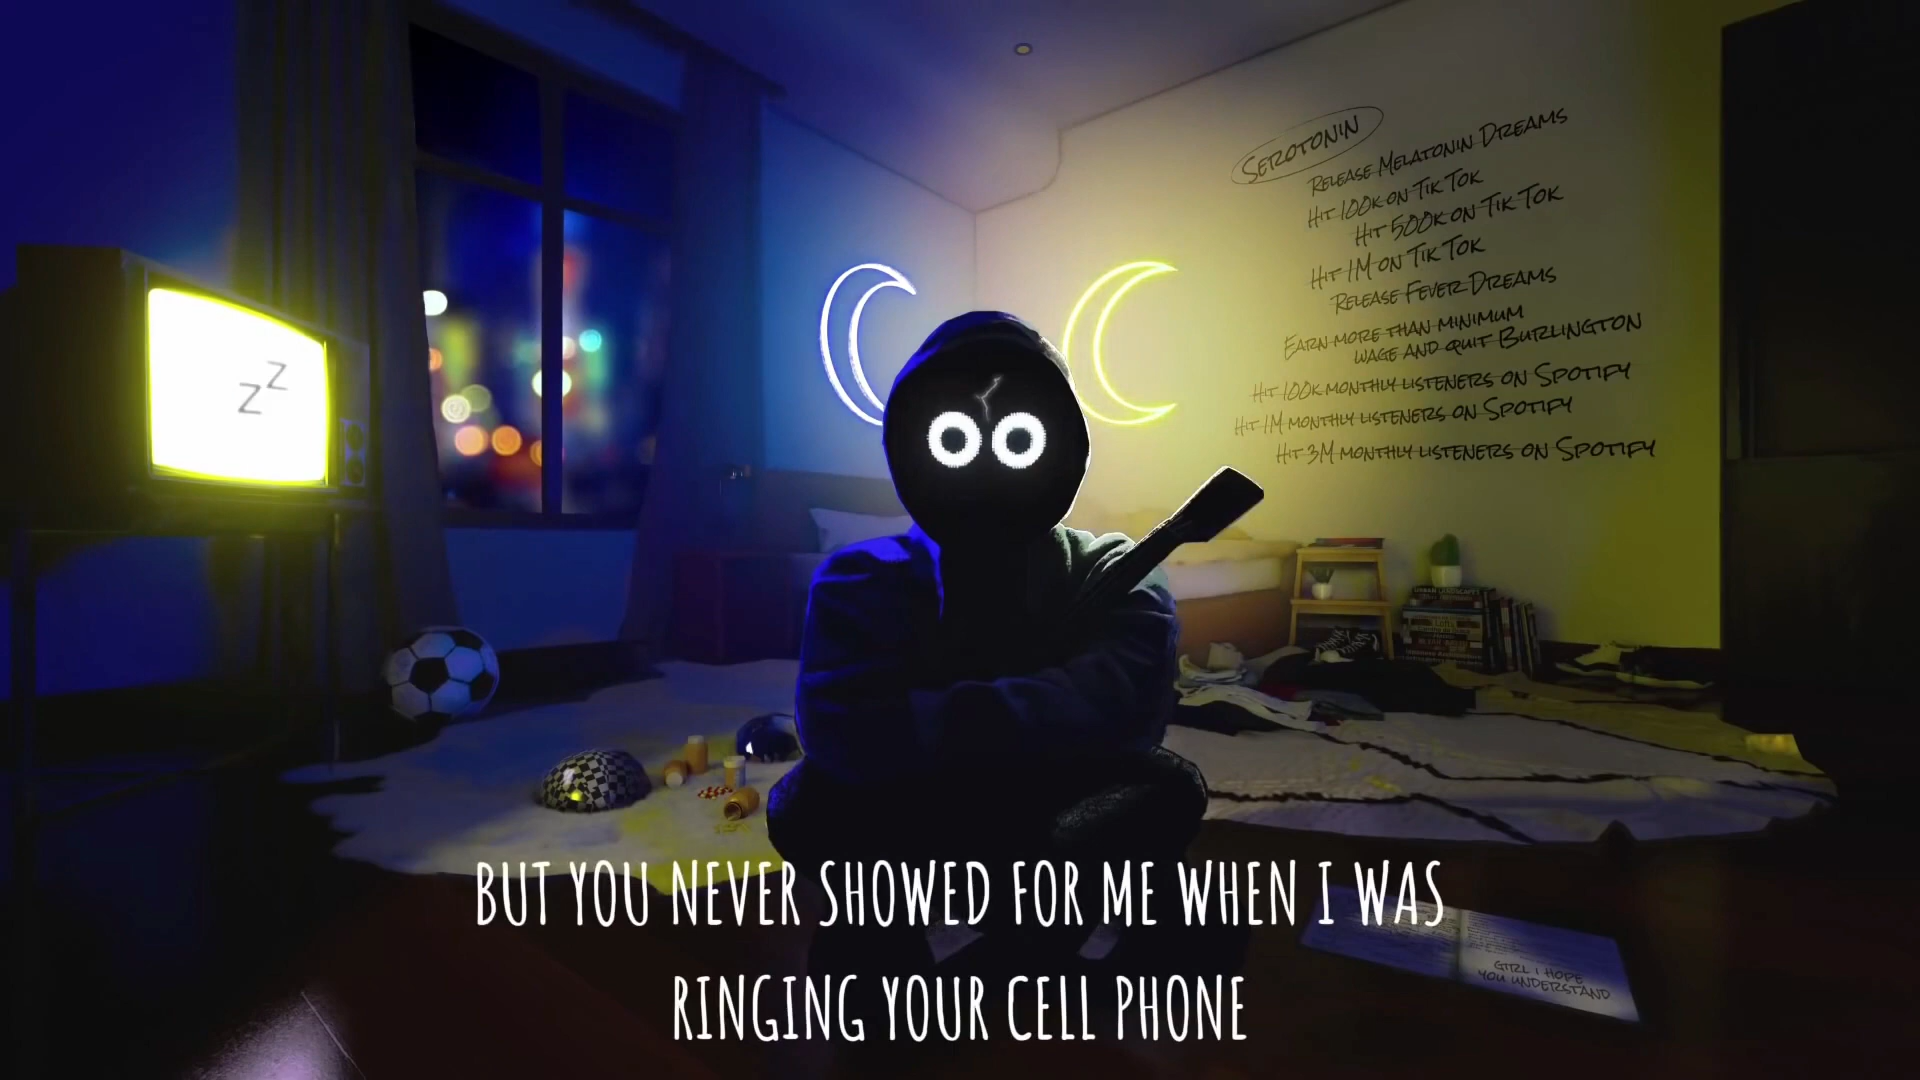 SEROTONIN
RELEASE MELATONIN DREAMS
HIT 100K ON TIK TOK
HIT 500K ON TIK TOK
HIT 1M ON TIK TOK
RELEASE FEVER DREAMS
EARN MORE THAN MINIMUM
WAGE AND QUIT BURLINGTON
HIT 100K MONTHLY LISTENERS ON SPOTIFY
HIT 1M MONTHLY LISTENERS ON SPOTIFY
HIT 3M MONTHLY LISTENERS ON SPOTIFY
Z
Z
BUT YOU NEVER SHOWED FOR ME WHEN I WAS
RINGING YOUR CELL PHONE
GIRL I HOPE
YOU UNDERSTAND